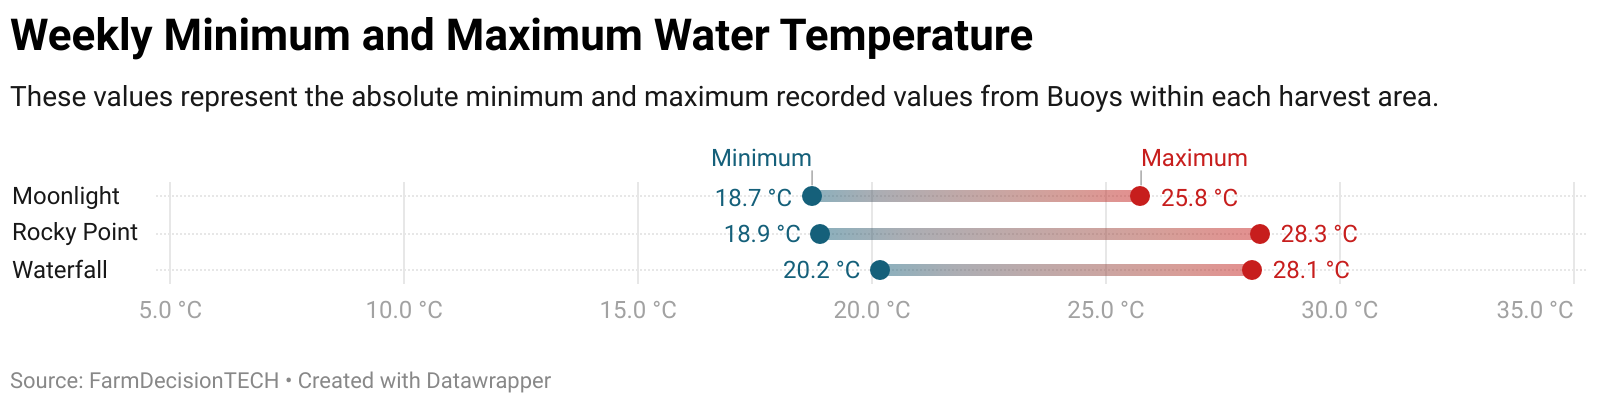 Weekly Minimum and Maximum Water Temperature
These values represent the absolute minimum and maximum recorded values from Buoys within each harvest area.
Minimum Maximum
Moonlight 18.7 °C 25.8 °C
Rocky Point 18.9 °C 28.3 °C
Waterfall 20.2 °C 28.1 °C
5.0 °C 10.0 °C 15.0 °C 20.0 °C 25.0 °C 30.0 °C 35.0 °C
Source: FarmDecisionTECH • Created with Datawrapper